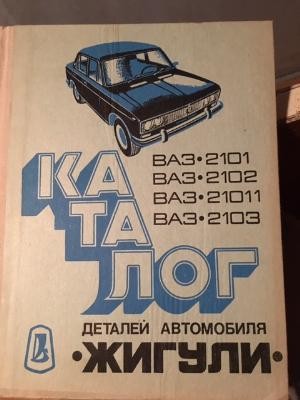 КА
ТА
ЛОГ
ВАЗ•2101
ВАЗ•2102
ВАЗ•21011
ВАЗ•2103
ДЕТАЛЕЙ АВТОМОБИЛЯ
•ЖИГУЛИ•